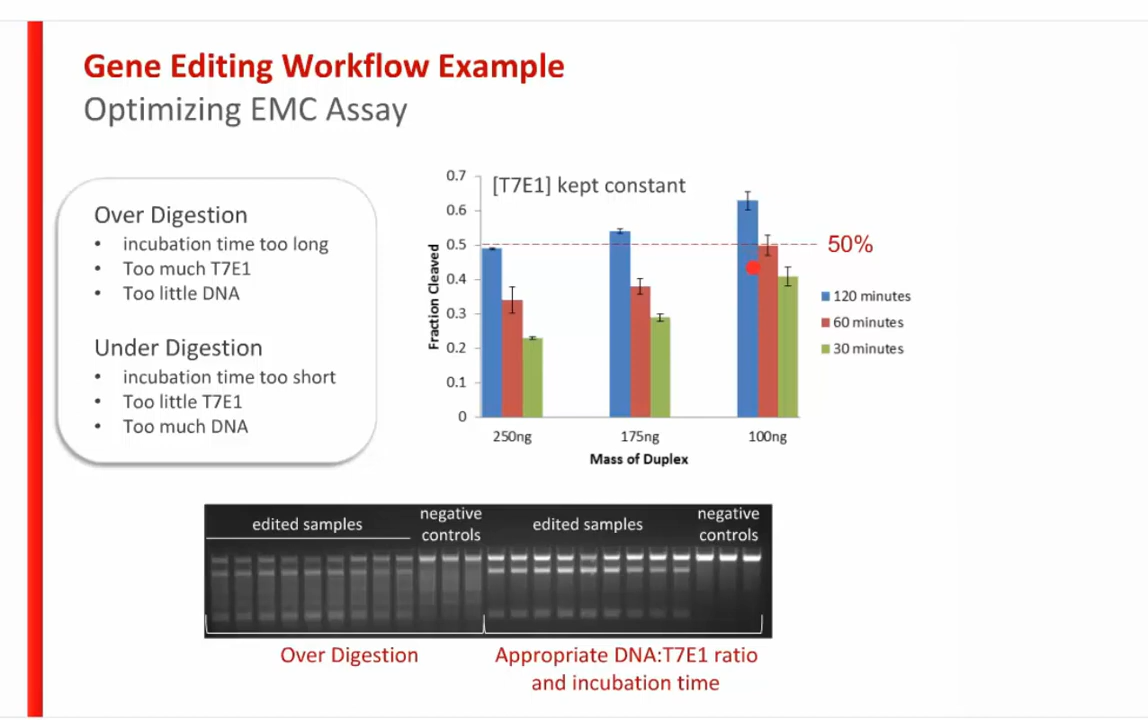 Gene Editing Workflow Example
Optimizing EMC Assay
Over Digestion
• incubation time too long
• Too much T7E1
• Too little DNA
Under Digestion
• incubation time too short
• Too little T7E1
• Too much DNA
[T7E1] kept constant
0.7
0.6
0.5
0.4
0.3
0.2
0.1
0
Fraction Cleaved
50%
120 minutes
60 minutes
30 minutes
250ng 175ng 100ng
Mass of Duplex
edited samples
negative
controls
edited samples
negative
controls
Over Digestion
Appropriate DNA:T7E1 ratio
and incubation time